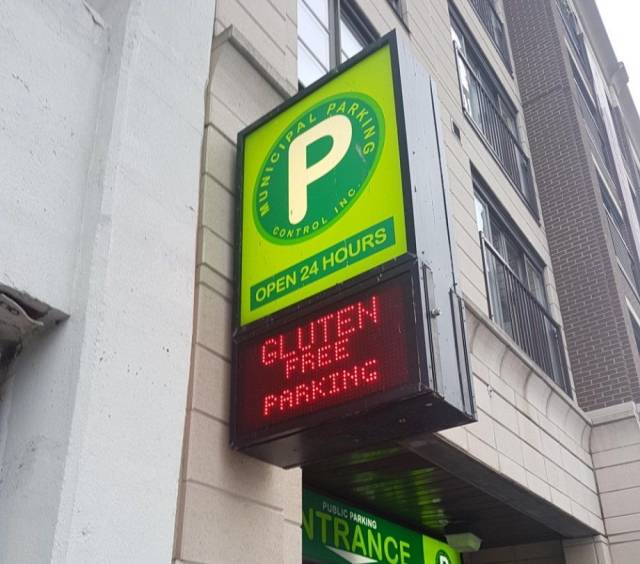 MUNICIPAL PARKING
P
CONTROL INC.
OPEN 24 HOURS
GLUTEN
FREE
PARKING
PUBLIC PARKING
NTRANCE
P